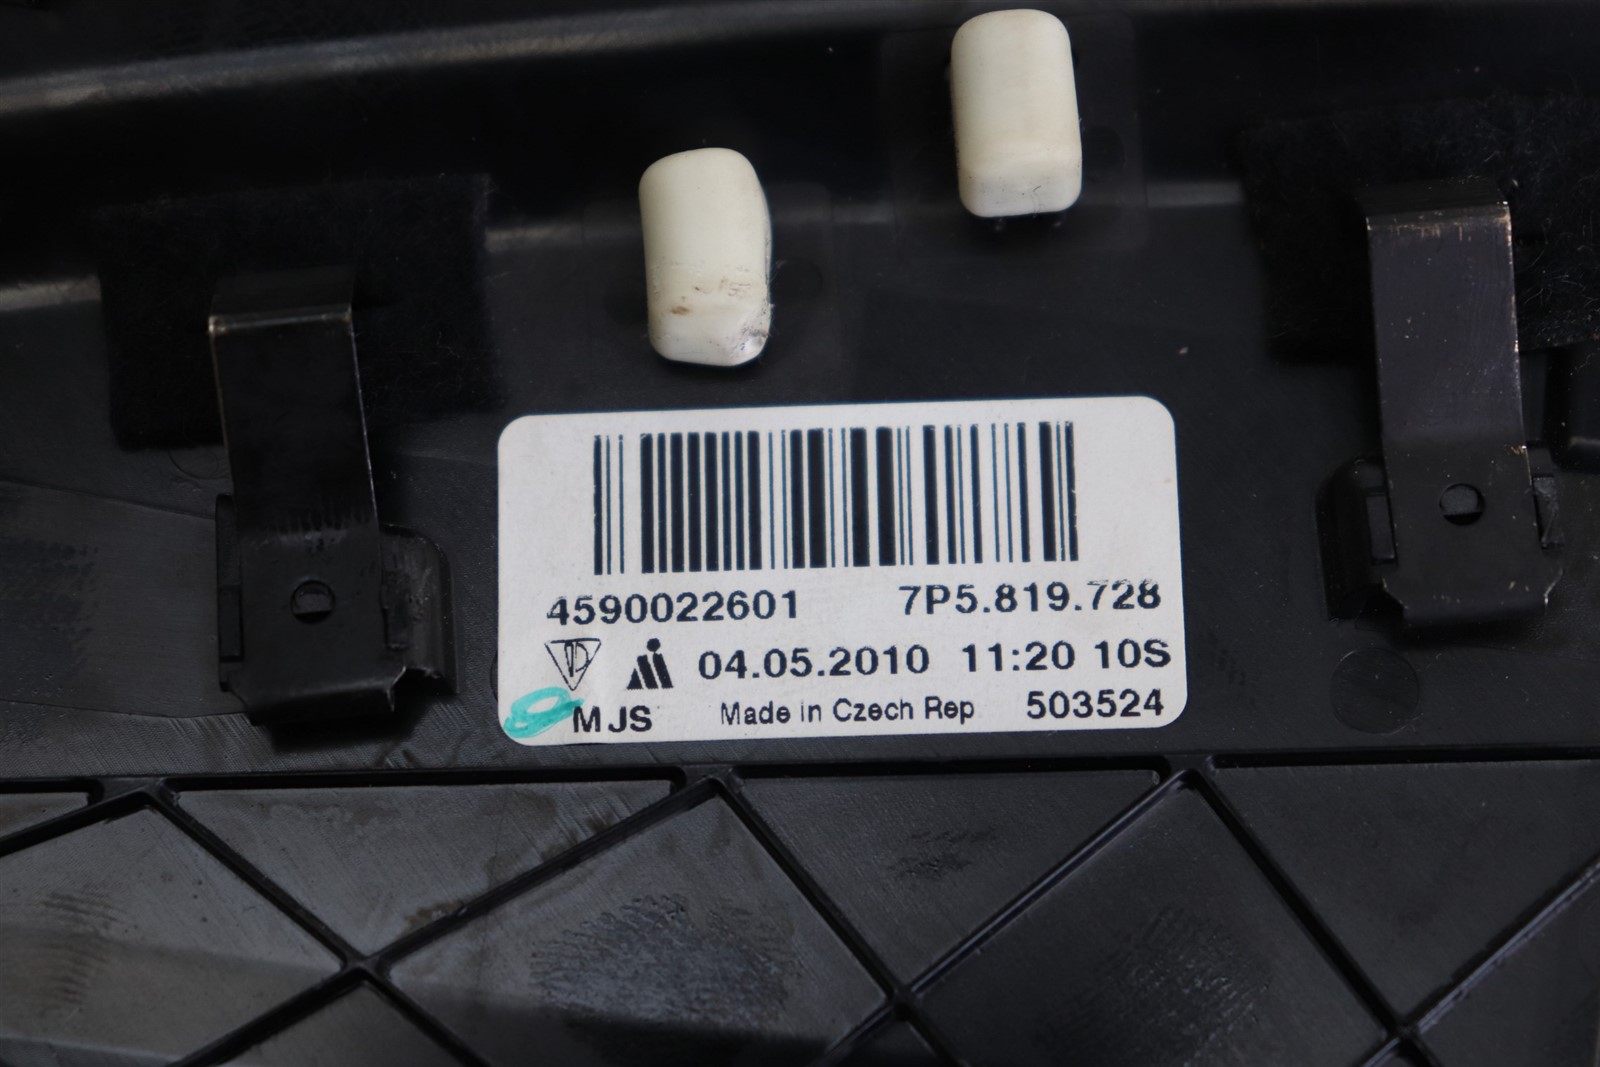 4590022601 7P5.819.728
04.05.2010 11:20 10S
MJS Made in Czech Rep 503524